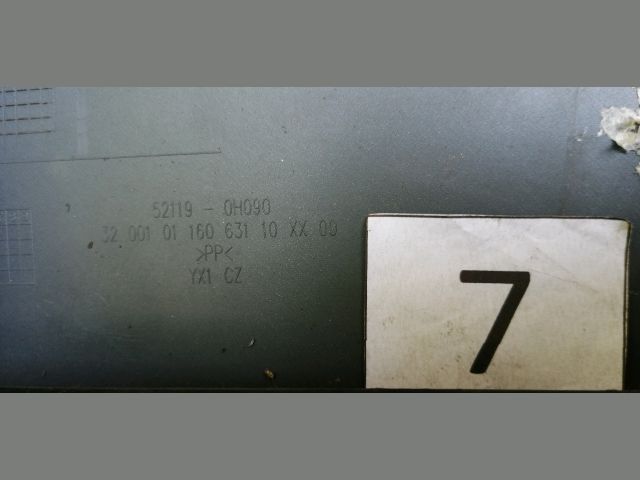 52119 - 0H090
32 001 01 160 631 10 XX 00
>PP<
YX1 CZ
7